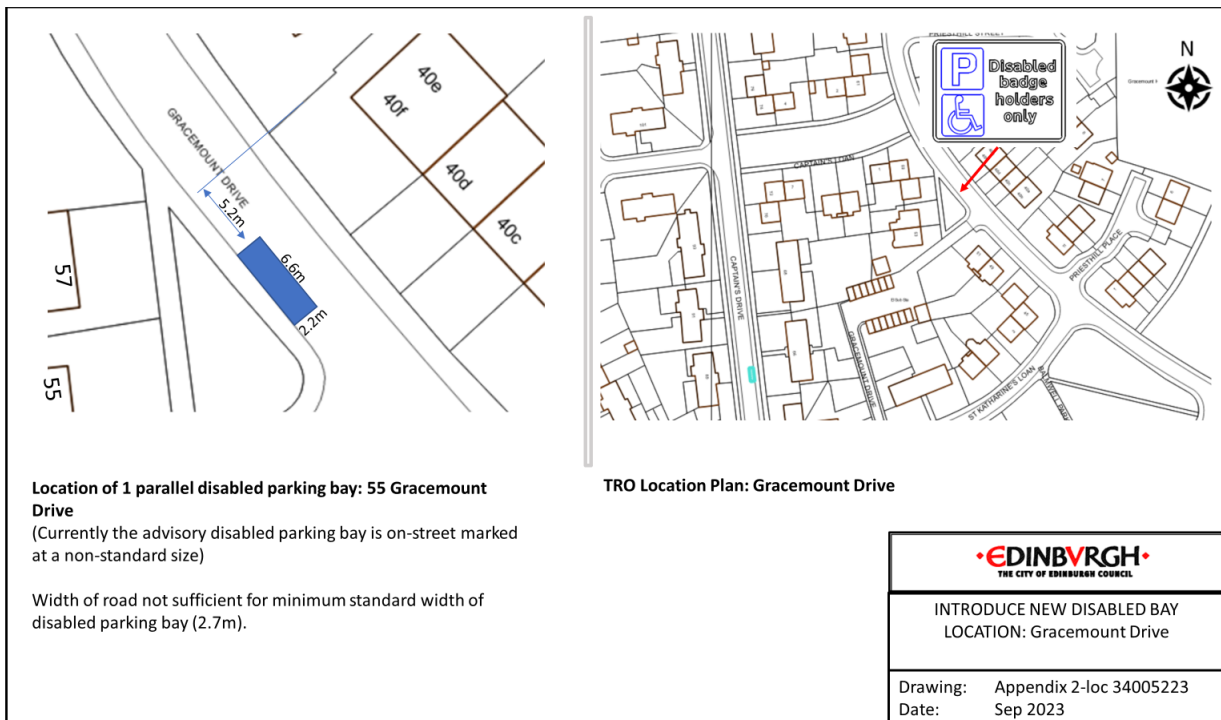 GRACEMOUNT DRIVE
40e
40f
40d
40c
5.2m
6.6m
2.2m
57
55
PRIESTHILL STREET
P Disabled
badge
holders
only
N
Gracemount 1
CAPTAIN'S LOAN
CAPTAIN'S DRIVE
PRIESTHILL PLACE
GRACEMOUNT DRIVE
ST KATHARINE'S LOAN
Location of 1 parallel disabled parking bay: 55 Gracemount
Drive
(Currently the advisory disabled parking bay is on-street marked
at a non-standard size)
Width of road not sufficient for minimum standard width of
disabled parking bay (2.7m).
TRO Location Plan: Gracemount Drive
•EDINBVRGH•
THE CITY OF EDINBURGH COUNCIL
INTRODUCE NEW DISABLED BAY
LOCATION: Gracemount Drive
Drawing: Appendix 2-loc 34005223
Date: Sep 2023